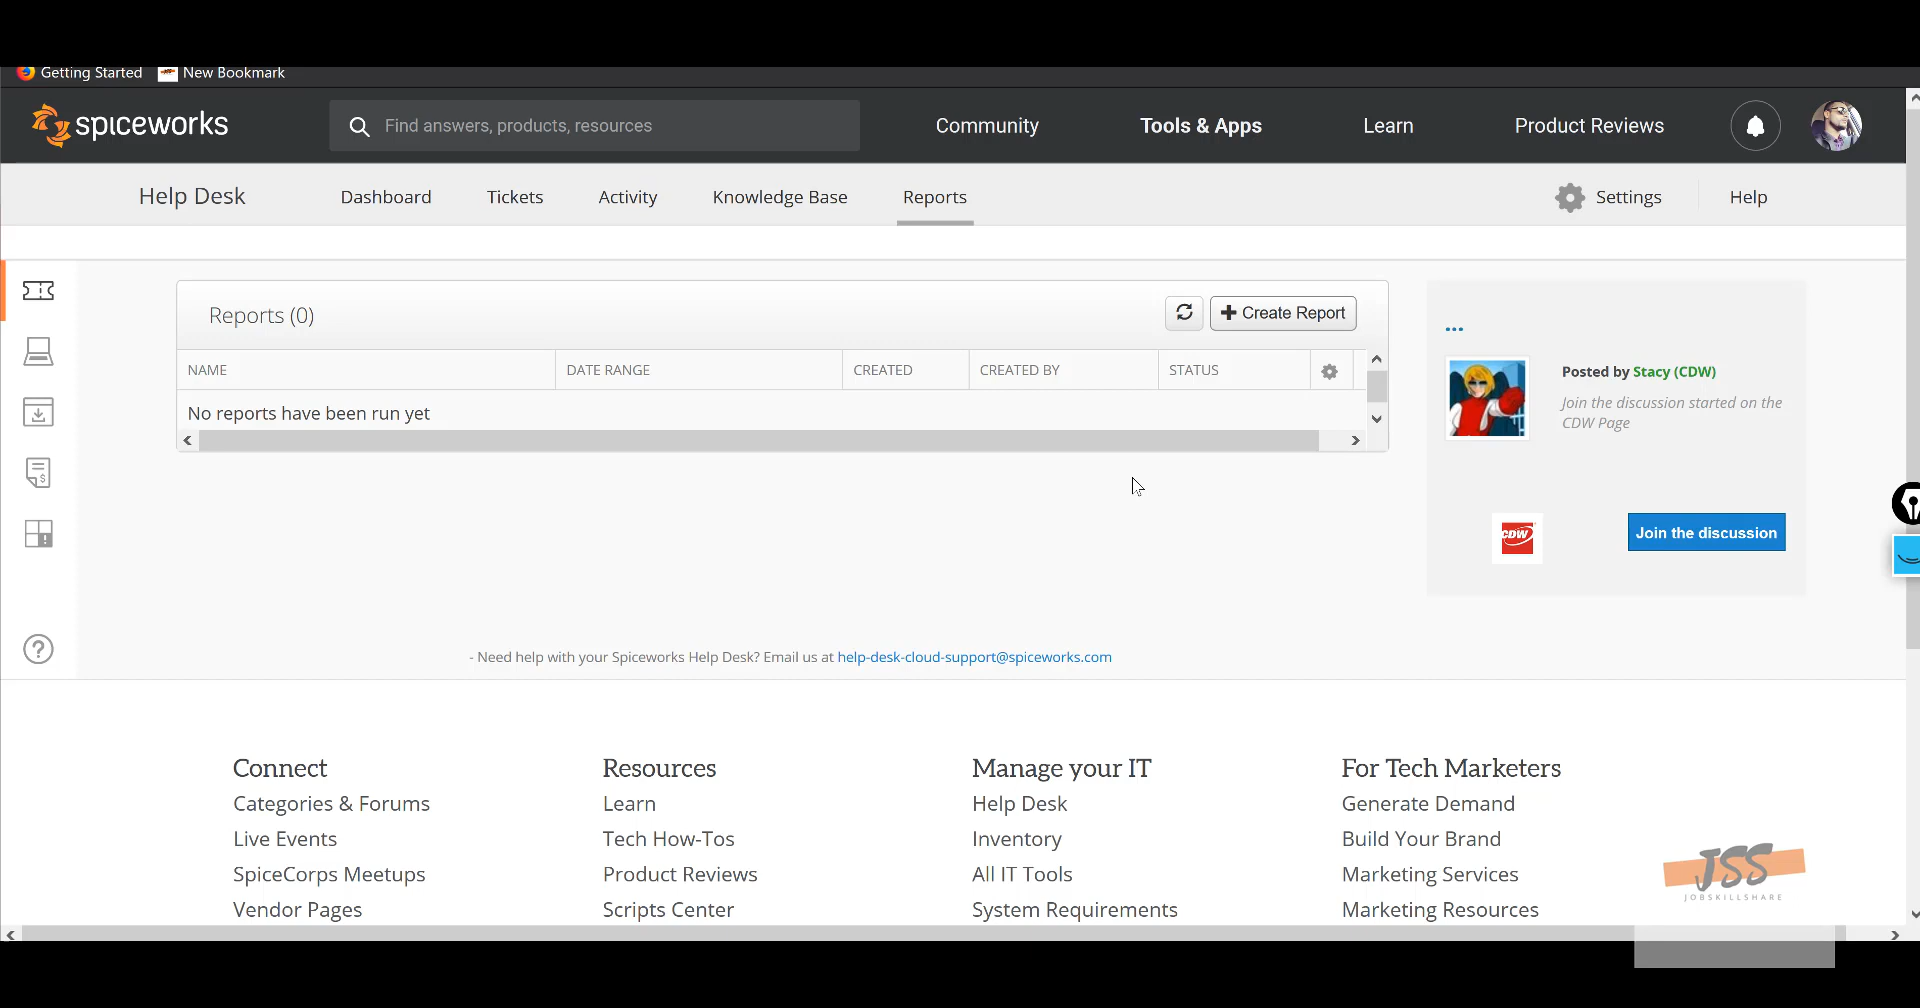 Getting Started New Bookmark
spiceworks Find answers, products, resources Community Tools & Apps Learn Product Reviews
Help Desk Dashboard Tickets Activity Knowledge Base Reports Settings Help
Reports (0) Create Report
NAME DATE RANGE CREATED CREATED BY STATUS
No reports have been run yet
...
Posted by Stacy (CDW)
Join the discussion started on the
CDW Page
CDW
Join the discussion
- Need help with your Spiceworks Help Desk? Email us at help-desk-cloud-support@spiceworks.com
Connect
Categories & Forums
Live Events
SpiceCorps Meetups
Vendor Pages
Resources
Learn
Tech How-Tos
Product Reviews
Scripts Center
Manage your IT
Help Desk
Inventory
All IT Tools
System Requirements
For Tech Marketers
Generate Demand
Build Your Brand
Marketing Services
Marketing Resources
JSS
JOBSKILLSHARE